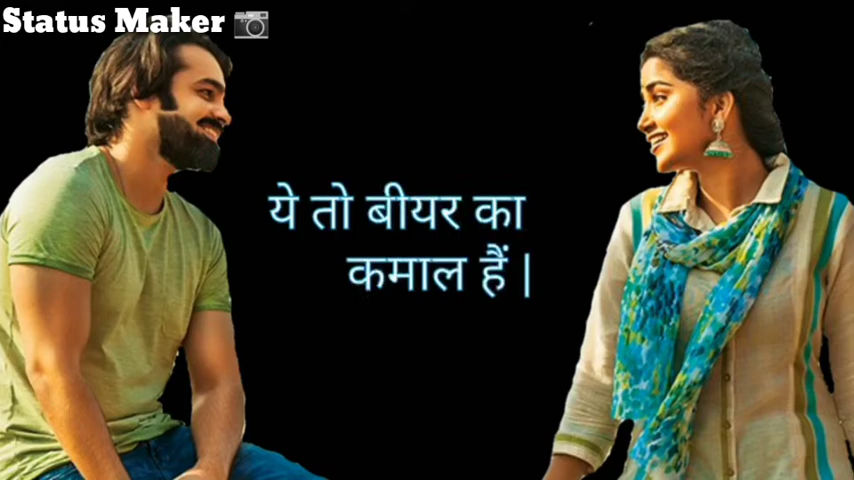 Status Maker
ये तो बीयर का
कमाल हैं |